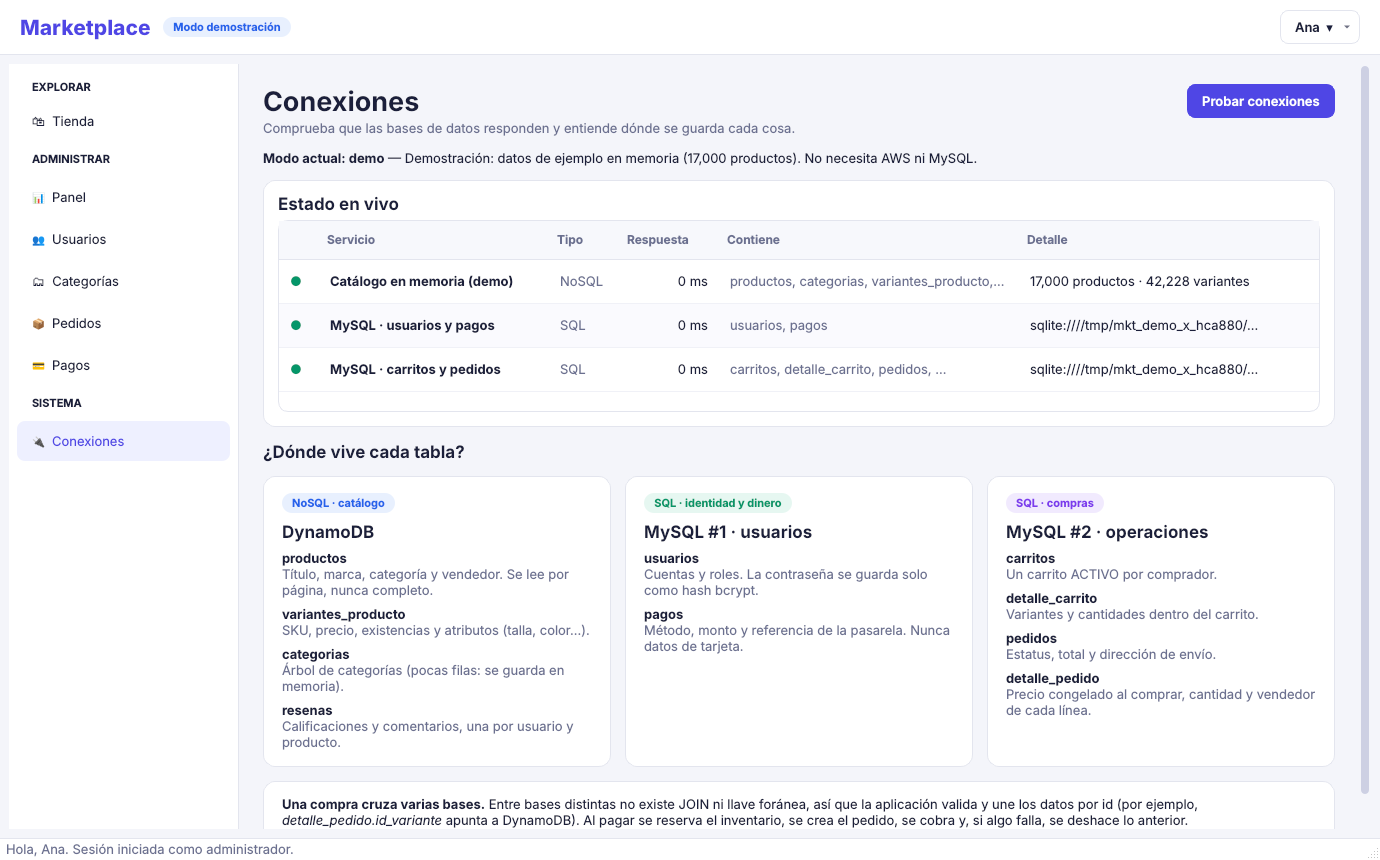 Marketplace
Modo demostración
Ana ▾
EXPLORAR
Tienda
ADMINISTRAR
Panel
Usuarios
Categorías
Pedidos
Pagos
SISTEMA
Conexiones
Conexiones
Probar conexiones
Comprueba que las bases de datos responden y entiende dónde se guarda cada cosa.
Modo actual: demo — Demostración: datos de ejemplo en memoria (17,000 productos). No necesita AWS ni MySQL.
Estado en vivo
Servicio Tipo Respuesta Contiene Detalle
Catálogo en memoria (demo) NoSQL 0 ms productos, categorias, variantes_producto,... 17,000 productos · 42,228 variantes
MySQL · usuarios y pagos SQL 0 ms usuarios, pagos sqlite:////tmp/mkt_demo_x_hca880/...
MySQL · carritos y pedidos SQL 0 ms carritos, detalle_carrito, pedidos, ... sqlite:////tmp/mkt_demo_x_hca880/...
¿Dónde vive cada tabla?
NoSQL · catálogo
DynamoDB
productos
Título, marca, categoría y vendedor. Se lee por
página, nunca completo.
variantes_producto
SKU, precio, existencias y atributos (talla, color...).
categorias
Árbol de categorías (pocas filas: se guarda en
memoria).
resenas
Calificaciones y comentarios, una por usuario y
producto.
SQL · identidad y dinero
MySQL #1 · usuarios
usuarios
Cuentas y roles. La contraseña se guarda solo
como hash bcrypt.
pagos
Método, monto y referencia de la pasarela. Nunca
datos de tarjeta.
SQL · compras
MySQL #2 · operaciones
carritos
Un carrito ACTIVO por comprador.
detalle_carrito
Variantes y cantidades dentro del carrito.
pedidos
Estatus, total y dirección de envío.
detalle_pedido
Precio congelado al comprar, cantidad y vendedor
de cada línea.
Una compra cruza varias bases. Entre bases distintas no existe JOIN ni llave foránea, así que la aplicación valida y une los datos por id (por ejemplo,
detalle_pedido.id_variante apunta a DynamoDB). Al pagar se reserva el inventario, se crea el pedido, se cobra y, si algo falla, se deshace lo anterior.
Hola, Ana. Sesión iniciada como administrador.